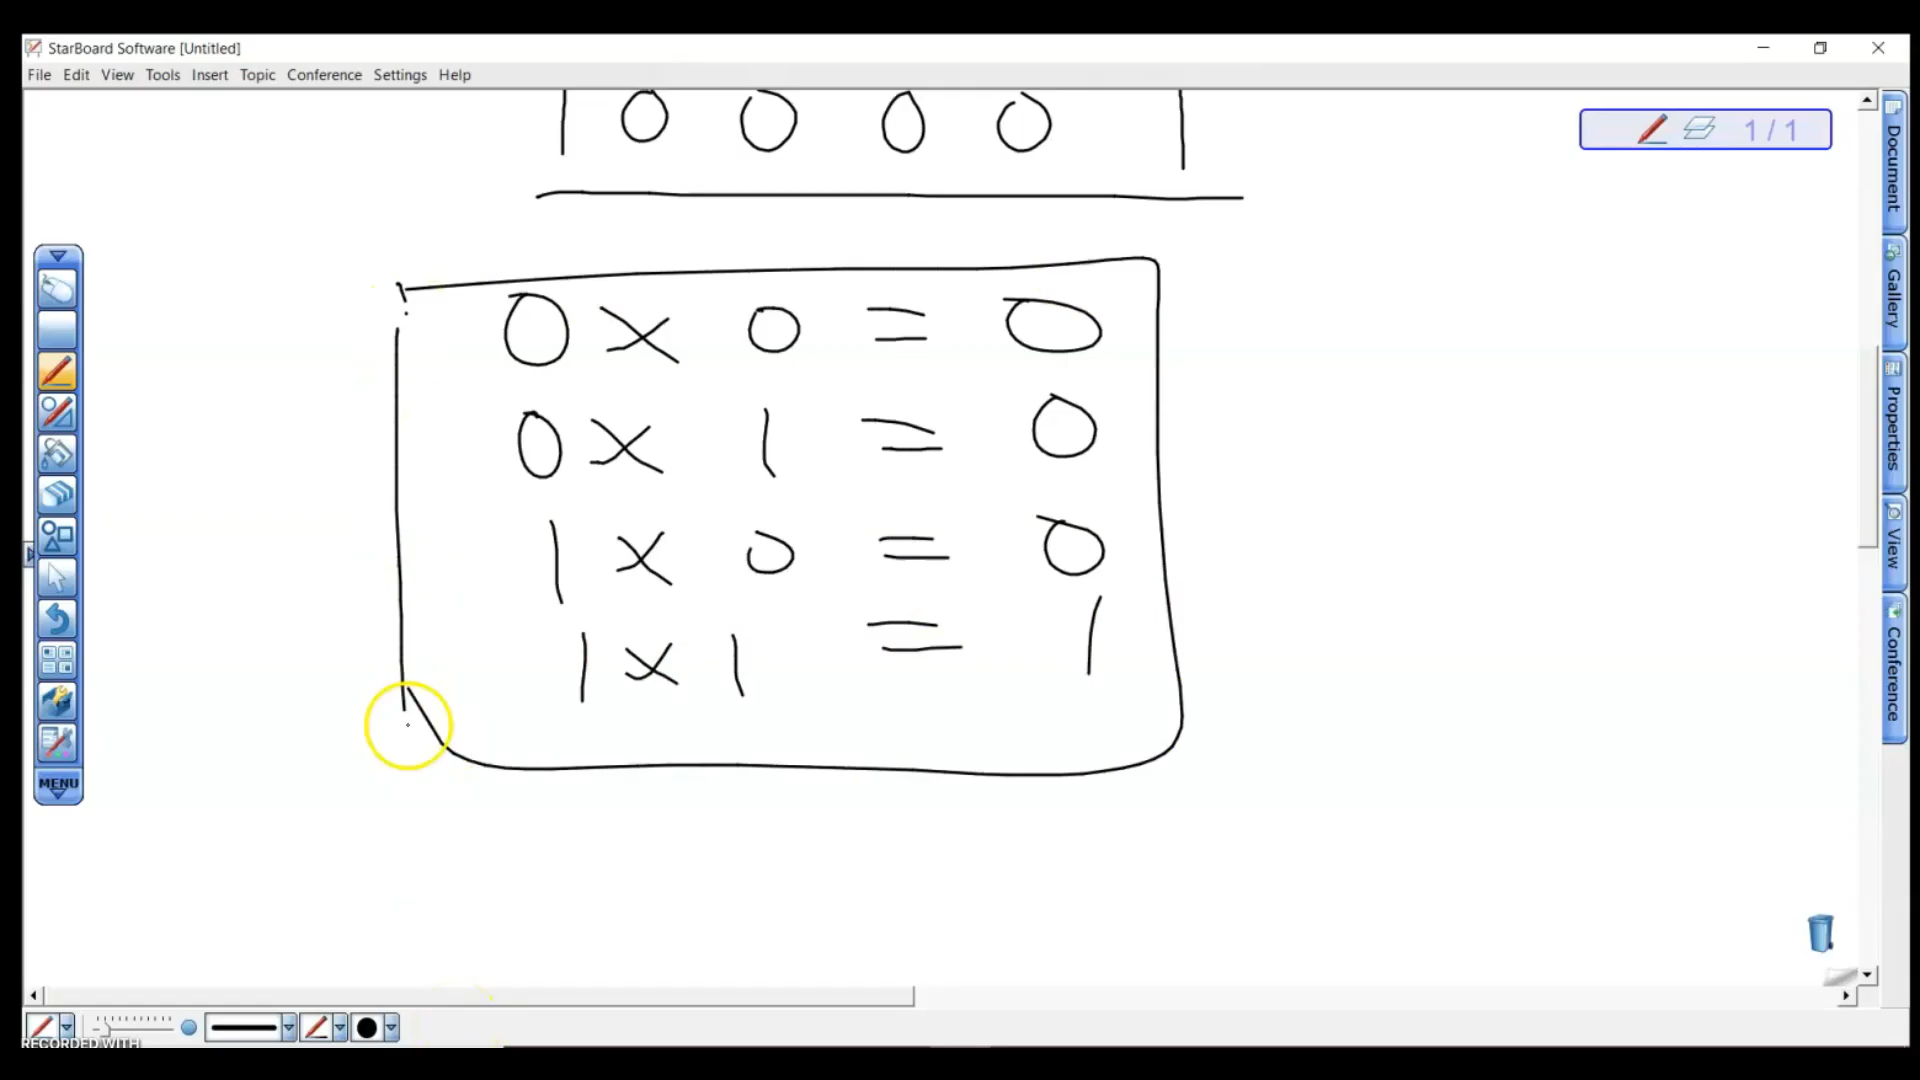 StarBoard Software [Untitled]
File Edit View Tools Insert Topic Conference Settings Help
1 / 1
| 0 0 0 0 |
0 x 0 = 0
0 x 1 = 0
1 x 0 = 0
1 x 1 = 1
Document
Gallery
Properties
View
Conference
MENU
RECORDED WITH